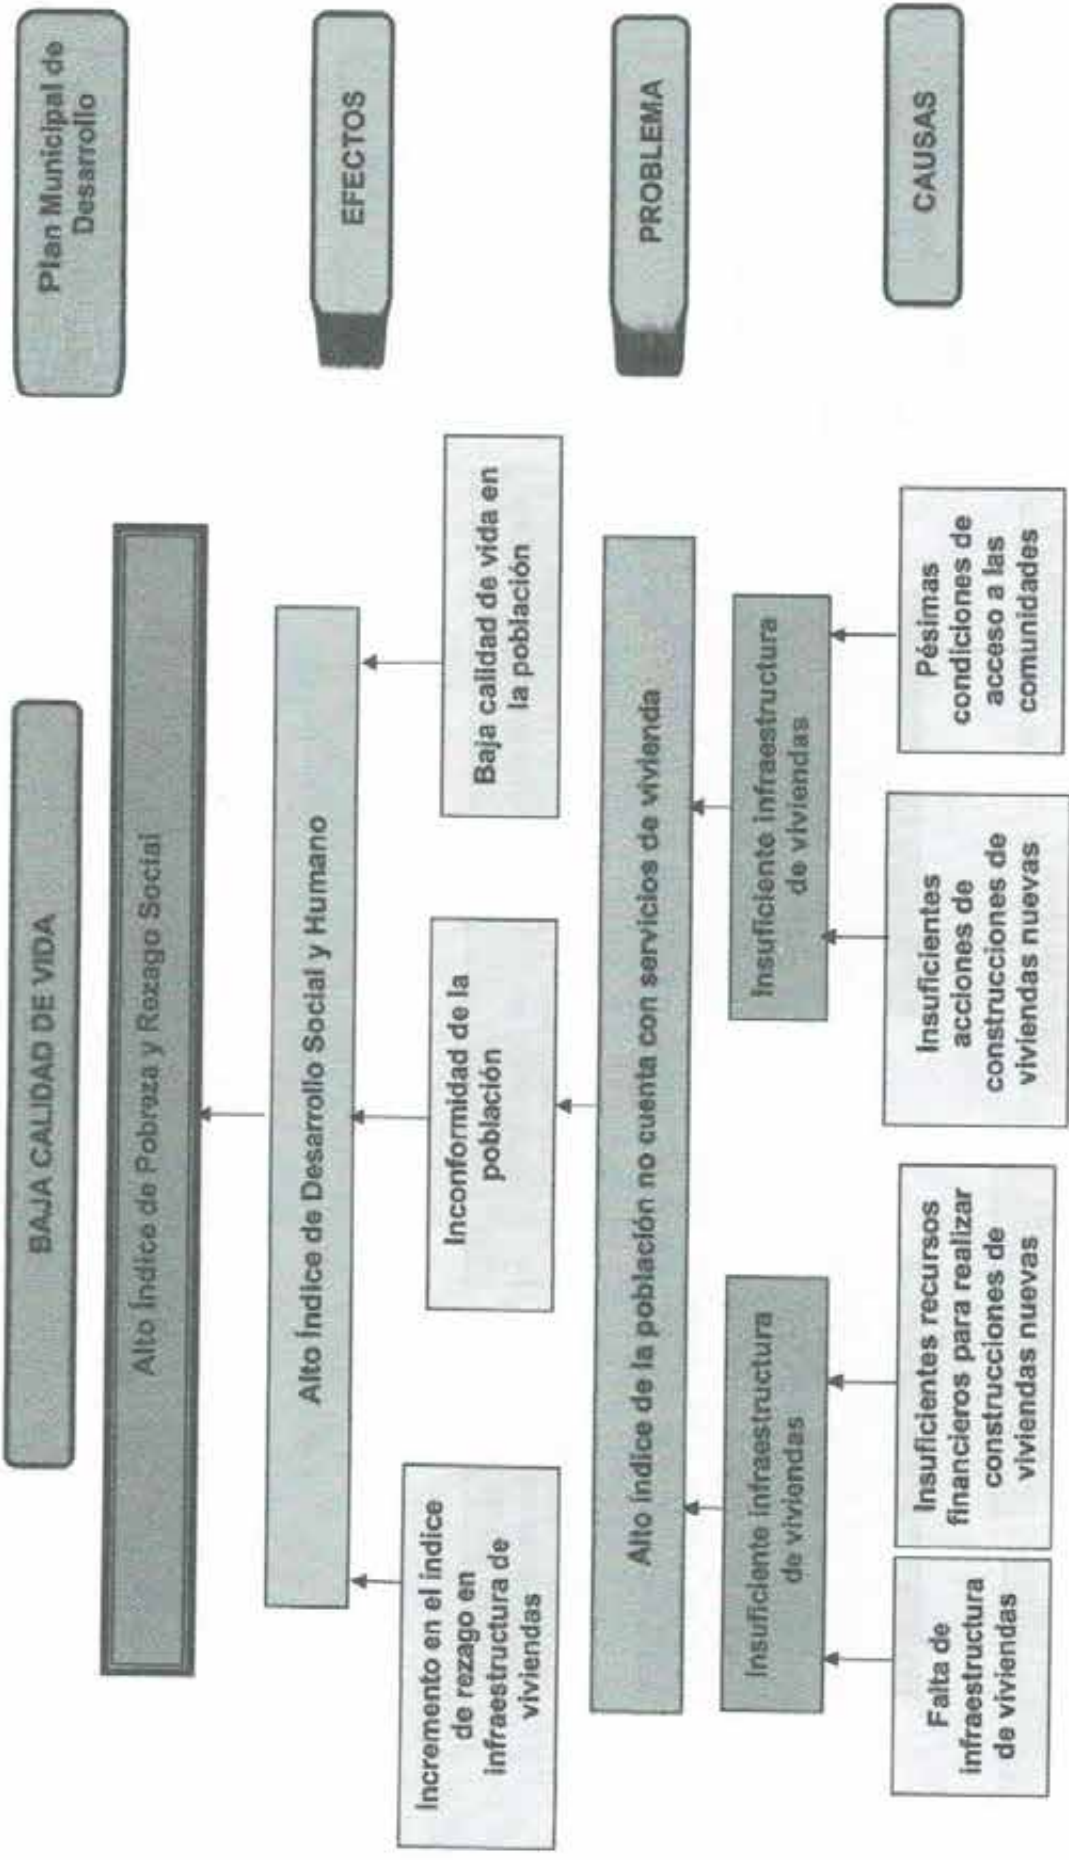 BAJA CALIDAD DE VIDA
Plan Municipal de
Desarrollo
Alto Índice de Pobreza y Rezago Social
Alto Índice de Desarrollo Social y Humano
EFECTOS
Incremento en el índice
de rezago en
infraestructura de
viviendas
Inconformidad de la
población
Baja calidad de vida en
la población
Alto índice de la población no cuenta con servicios de vivienda
PROBLEMA
Insuficiente infraestructura
de viviendas
Insuficiente infraestructura
de viviendas
Falta de
infraestructura
de viviendas
Insuficientes recursos
financieros para realizar
construcciones de
viviendas nuevas
Insuficientes
acciones de
construcciones de
viviendas nuevas
Pésimas
condiciones de
acceso a las
comunidades
CAUSAS